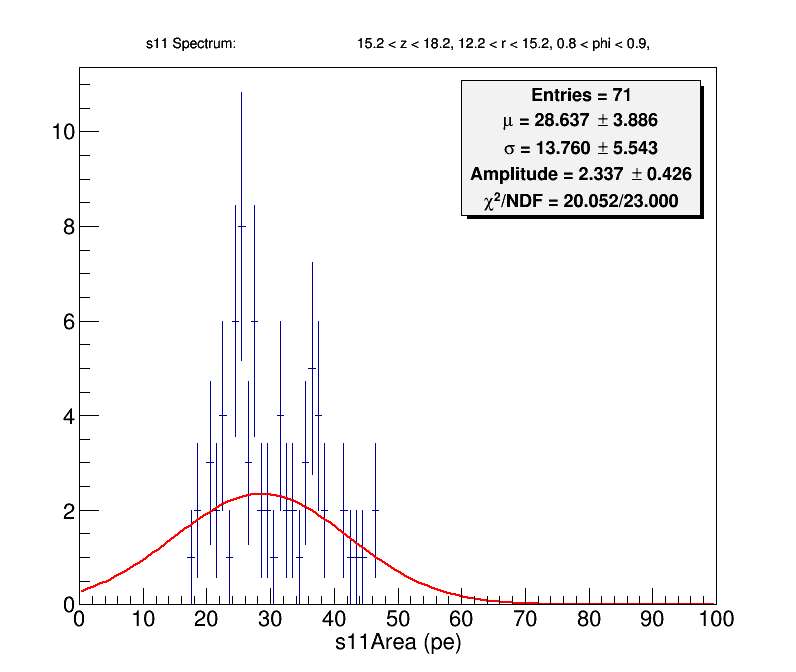 s11 Spectrum: 15.2 < z < 18.2, 12.2 < r < 15.2, 0.8 < phi < 0.9,
Entries = 71
μ = 28.637 ± 3.886
σ = 13.760 ± 5.543
Amplitude = 2.337 ± 0.426
χ²/NDF = 20.052/23.000
10
8
6
4
2
0
0 10 20 30 40 50 60 70 80 90 100
s11Area (pe)